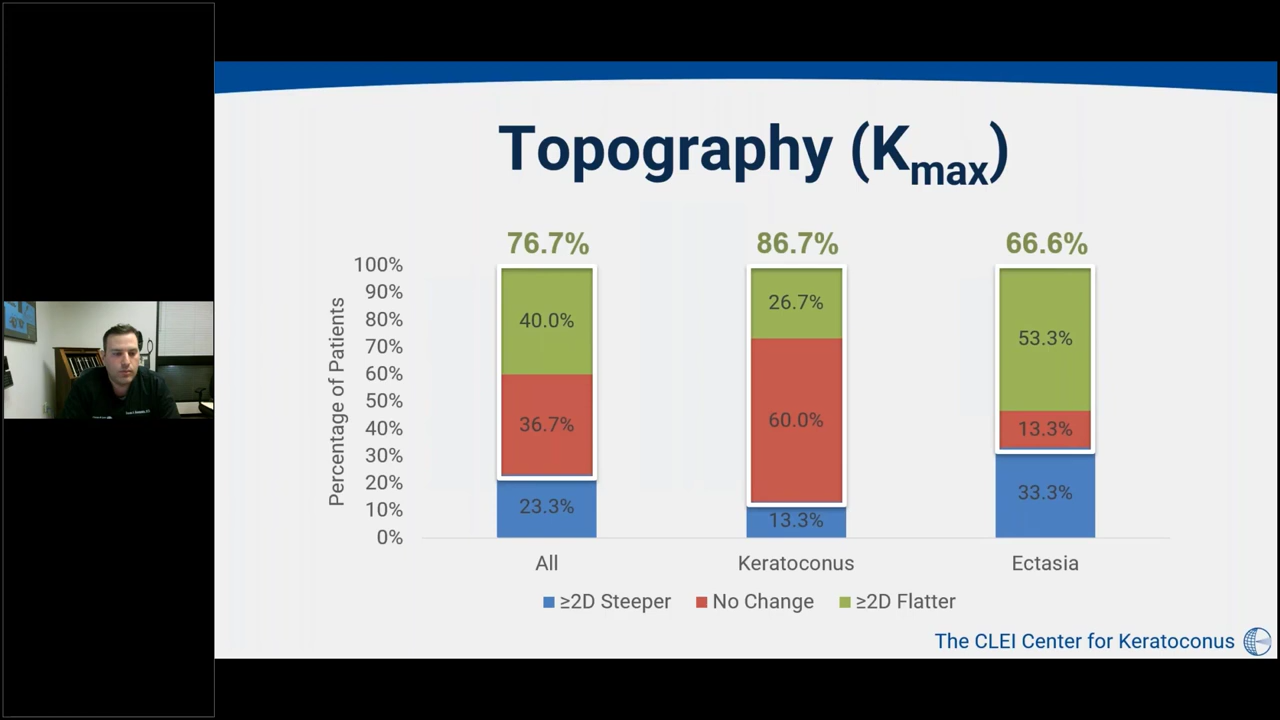 Topography (Kmax)
76.7%
86.7%
66.6%
Percentage of Patients
100%
90%
80%
70%
60%
50%
40%
30%
20%
10%
0%
40.0%
36.7%
23.3%
26.7%
60.0%
13.3%
53.3%
13.3%
33.3%
All
Keratoconus
Ectasia
≥2D Steeper
No Change
≥2D Flatter
The CLEI Center for Keratoconus